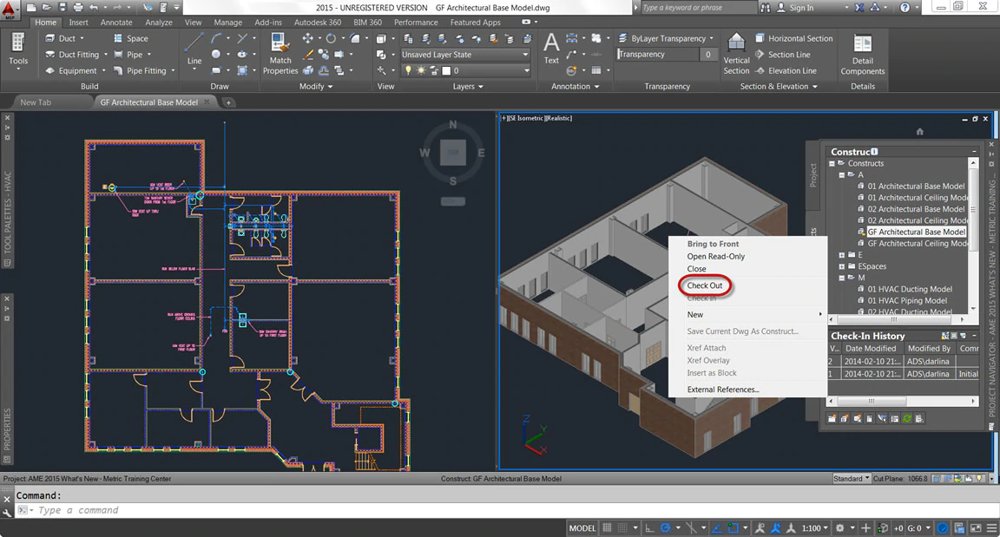 2015 - UNREGISTERED VERSION GF Architectural Base Model.dwg
Type a keyword or phrase
Sign In
MEP
Home Insert Annotate Analyze View Manage Add-ins Autodesk 360 BIM 360 Performance Featured Apps
Tools
Duct
Space
Duct Fitting
Pipe
Equipment
Pipe Fitting
Build
Line
Draw
Match
Properties
Modify
View
Unsaved Layer State
0
Layers
Text
Annotation
ByLayer Transparency
Transparency 0
Transparency
Vertical
Section
Horizontal Section
Section Line
Elevation Line
Section & Elevation
Detail
Components
Details
New Tab
GF Architectural Base Model
TOOL PALETTES - HVAC
PROPERTIES
N
W
E
S
TOP
[+][SE Isometric][Realistic]
Project
Construc
Constructs
A
01 Architectural Base Model
01 Architectural Ceiling Mode
02 Architectural Base Model
02 Architectural Ceiling Mode
GF Architectural Base Model
GF Architectural Ceiling Mode
E
ESpaces
M
01 HVAC Ducting Model
01 HVAC Piping Model
02 HVAC Ducting Model
Check-In History
V... Date Modified Modified By Comm
2 2014-02-10 21:... ADS\darlina
1 2014-02-10 21:... ADS\darlina Initial
PROJECT NAVIGATOR - AME 2015 WHAT'S NEW - METRIC TRAINING ...
Bring to Front
Open Read-Only
Close
Check Out
Check In
New
Save Current Dwg As Construct...
Xref Attach
Xref Overlay
Insert as Block
External References...
Z
Y
X
Project: AME 2015 What's New - Metric Training Center
Construct: GF Architectural Base Model
Standard
Cut Plane: 1066.8
Command:
Type a command
MODEL
1:100
+0
G: 0